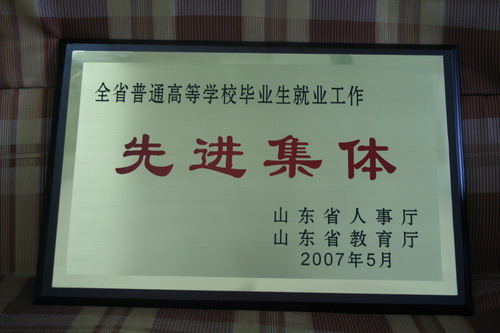 全省普通高等学校毕业生就业工作
先进集体
山东省人事厅
山东省教育厅
2007年5月